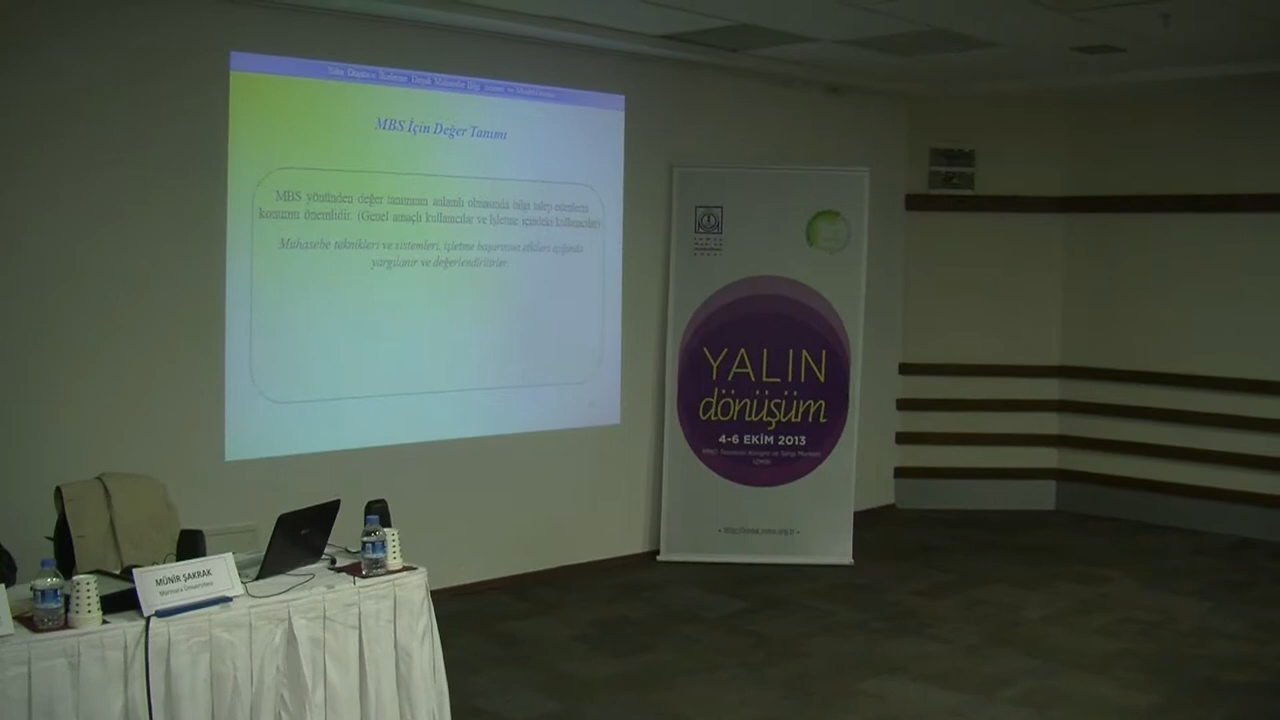 MBS İçin Değer Tanımı
MBS yönünden değer tanımının anlamlı olmasında bilgi talep edenlerin
konumu önemlidir. (Genel amaçlı kullanıcılar ve İşletme içindeki kullanıcılar)
Muhasebe teknikleri ve sistemleri, işletme başarısına etkileri ışığında
yargılanır ve değerlendirilirler.
YALIN
dönüşüm
4-6 EKİM 2013
İZMİR
MÜNİR ŞAKRAK
Marmara Üniversitesi